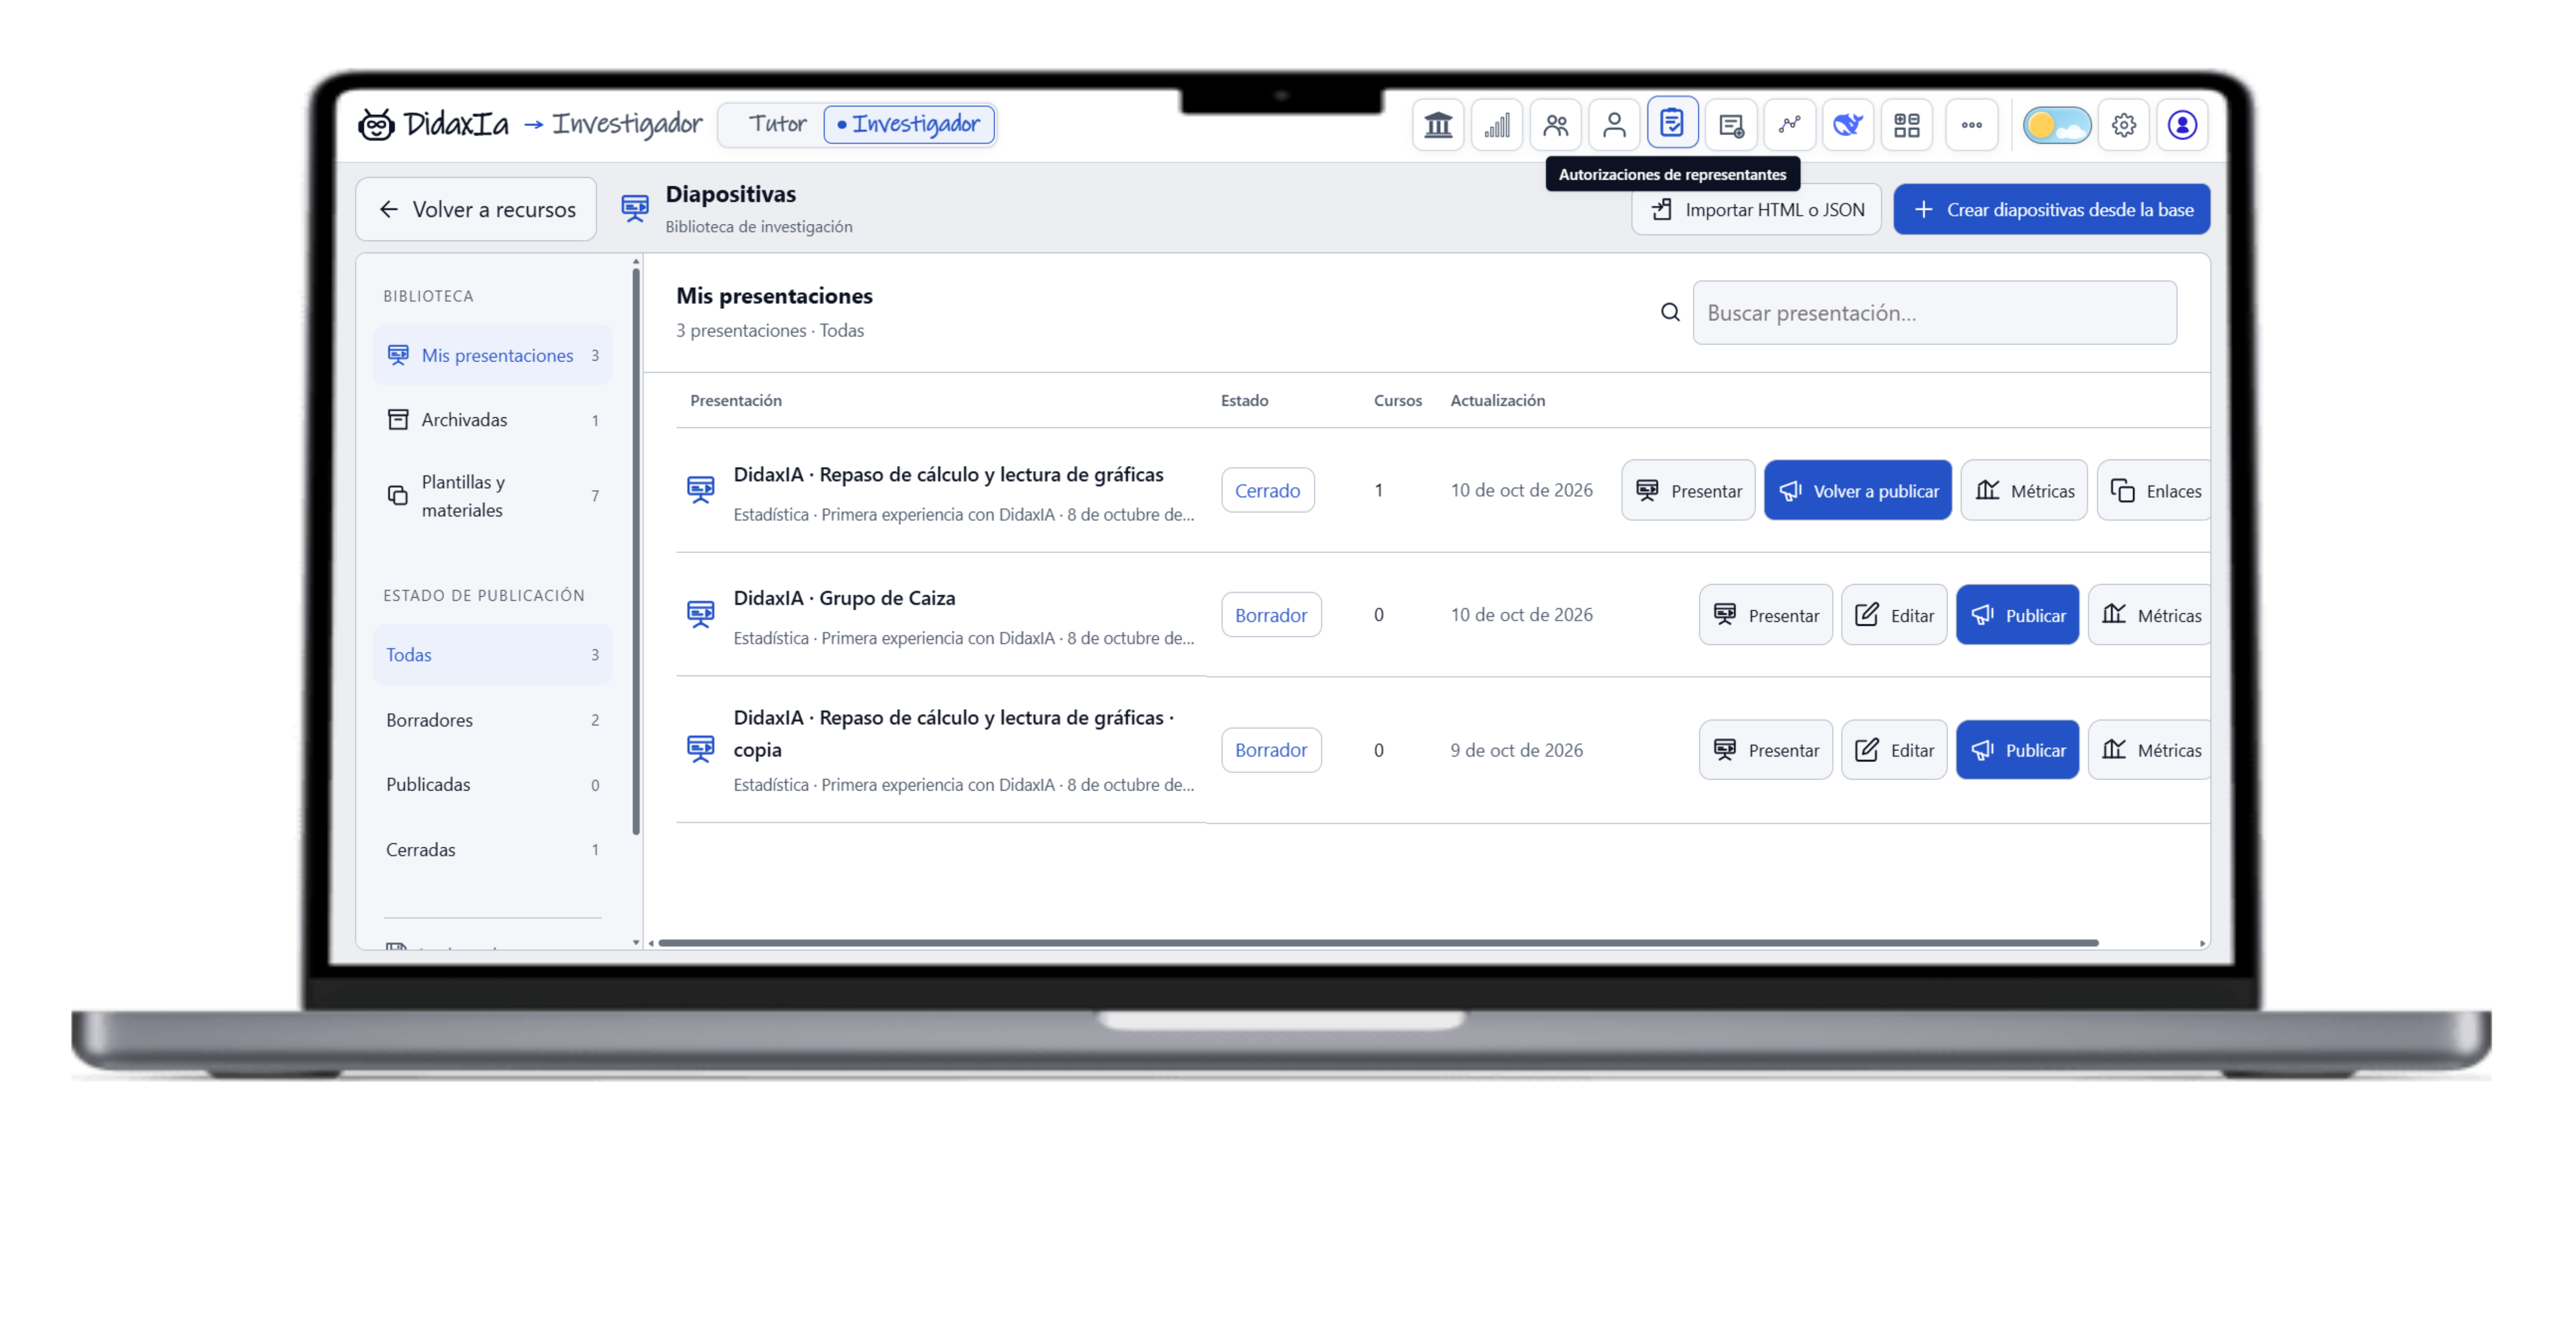 DidaxIa → Investigador
Tutor
• Investigador
Autorizaciones de representantes
← Volver a recursos
Diapositivas
Biblioteca de investigación
Importar HTML o JSON
+ Crear diapositivas desde la base
BIBLIOTECA
Mis presentaciones 3
Archivadas 1
Plantillas y
materiales 7
ESTADO DE PUBLICACIÓN
Todas 3
Borradores 2
Publicadas 0
Cerradas 1
Mis presentaciones
3 presentaciones · Todas
Buscar presentación...
Presentación Estado Cursos Actualización
DidaxIA · Repaso de cálculo y lectura de gráficas
Estadística · Primera experiencia con DidaxIA · 8 de octubre de...
Cerrado 1 10 de oct de 2026 Presentar Volver a publicar Métricas Enlaces
DidaxIA · Grupo de Caiza
Estadística · Primera experiencia con DidaxIA · 8 de octubre de...
Borrador 0 10 de oct de 2026 Presentar Editar Publicar Métricas
DidaxIA · Repaso de cálculo y lectura de gráficas ·
copia
Estadística · Primera experiencia con DidaxIA · 8 de octubre de...
Borrador 0 9 de oct de 2026 Presentar Editar Publicar Métricas